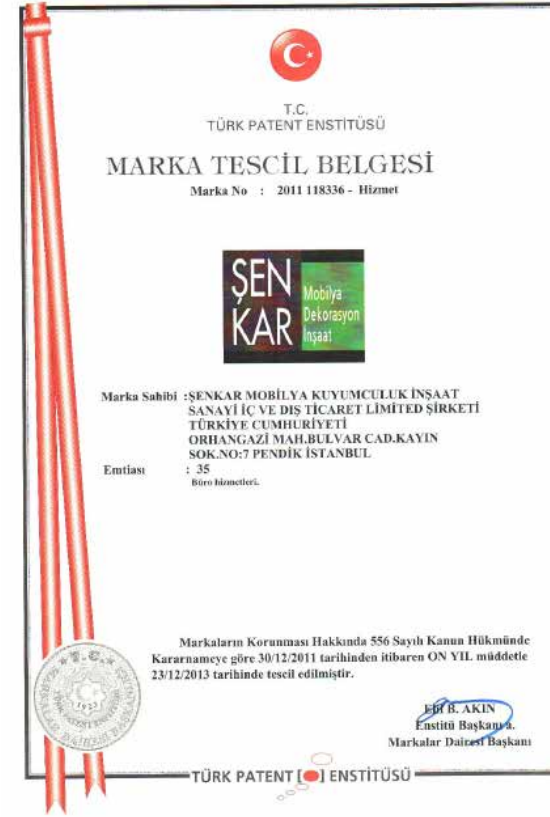 T.C.
TÜRK PATENT ENSTİTÜSÜ
MARKA TESCİL BELGESİ
Marka No : 2011 118336 - Hizmet
ŞEN
KAR
Mobilya
Dekorasyon
İnşaat
Marka Sahibi :ŞENKAR MOBİLYA KUYUMCULUK İNŞAAT
SANAYİ İÇ VE DIŞ TİCARET LİMİTED ŞİRKETİ
TÜRKİYE CUMHURİYETİ
ORHANGAZİ MAH.BULVAR CAD.KAYIN
SOK.NO:7 PENDİK İSTANBUL
Emtiası : 35
Büro hizmetleri.
Markaların Korunması Hakkında 556 Sayılı Kanun Hükmünde
Kararnameye göre 30/12/2011 tarihinden itibaren ON YIL müddetle
23/12/2013 tarihinde tescil edilmiştir.
B. AKIN
Enstitü Başkanı a.
Markalar Dairesi Başkanı
T.C.
1923
TÜRK PATENT [ ] ENSTİTÜSÜ